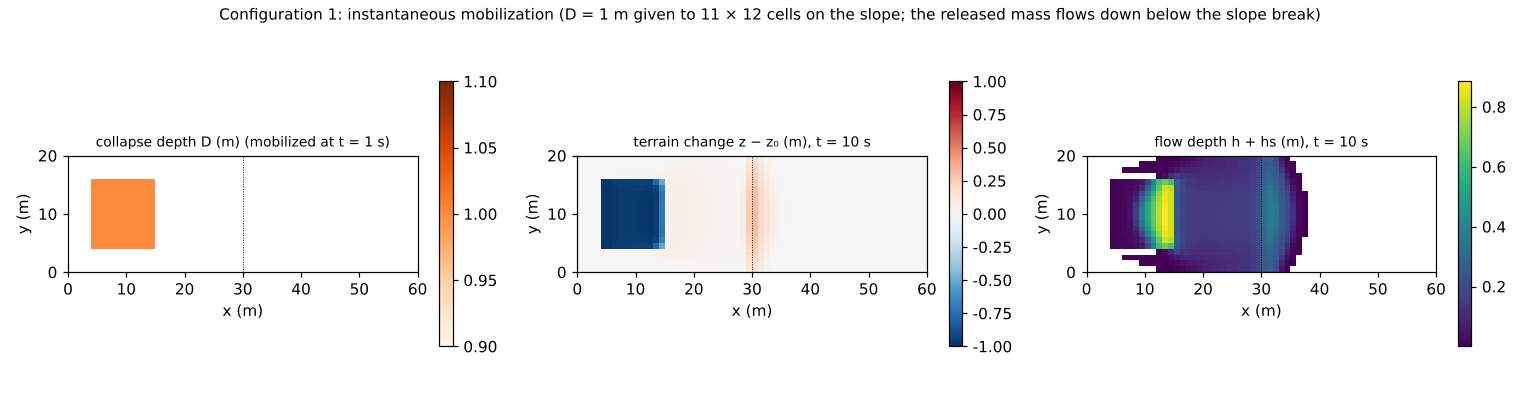 Configuration 1: instantaneous mobilization (D = 1 m given to 11 × 12 cells on the slope; the released mass flows down below the slope break)
collapse depth D (m) (mobilized at t = 1 s)
20
10
0
y (m)
0 10 20 30 40 50 60
x (m)
1.10
1.05
1.00
0.95
0.90
terrain change z − z₀ (m), t = 10 s
20
10
0
y (m)
0 10 20 30 40 50 60
x (m)
1.00
0.75
0.50
0.25
0.00
-0.25
-0.50
-0.75
-1.00
flow depth h + hs (m), t = 10 s
20
10
0
y (m)
0 10 20 30 40 50 60
x (m)
0.8
0.6
0.4
0.2